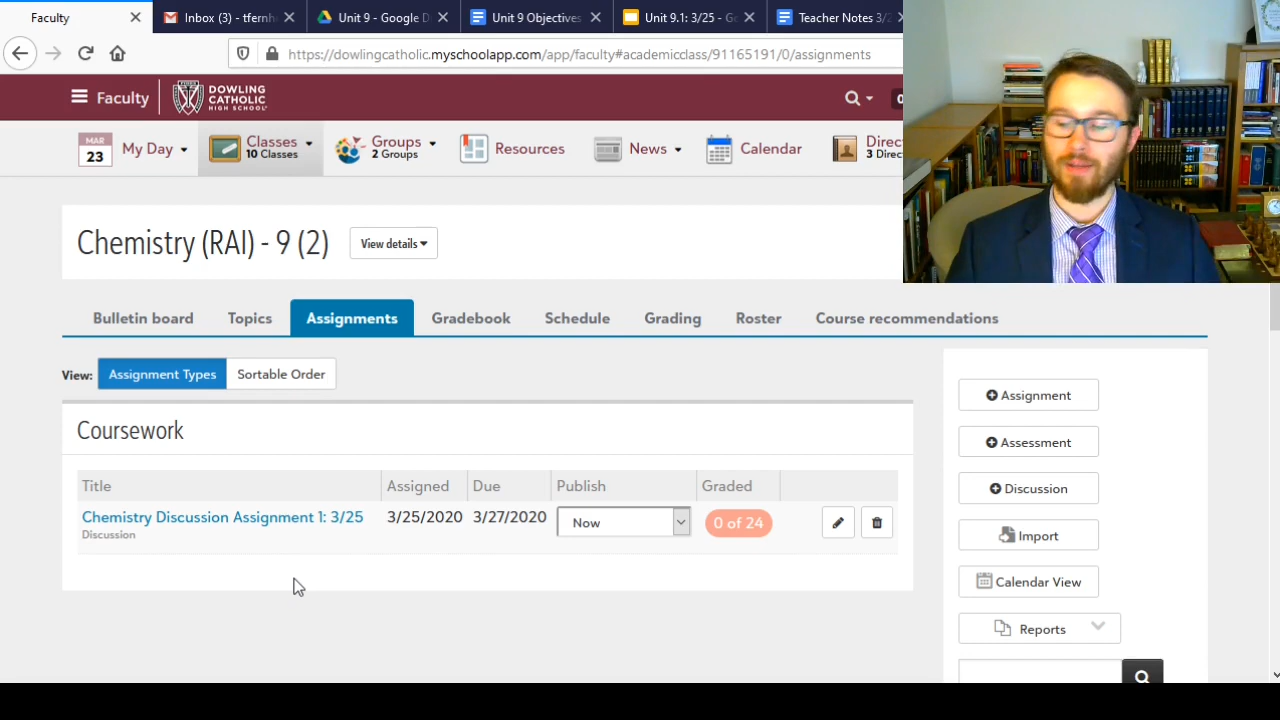 Faculty
Inbox (3) - tfernh
Unit 9 - Google D
Unit 9 Objectives
Unit 9.1: 3/25 - Go
Teacher Notes 3/2
https://dowlingcatholic.myschoolapp.com/app/faculty#academicclass/91165191/0/assignments
Faculty
DOWLING
CATHOLIC
HIGH SCHOOL
0
MAR
23
My Day
Classes
10 Classes
Groups
2 Groups
Resources
News
Calendar
Direc
3 Direc
Chemistry (RAI) - 9 (2)
View details
Bulletin board
Topics
Assignments
Gradebook
Schedule
Grading
Roster
Course recommendations
View:
Assignment Types
Sortable Order
Assignment
Coursework
Assessment
Title
Assigned
Due
Publish
Graded
Discussion
Chemistry Discussion Assignment 1: 3/25
3/25/2020
3/27/2020
Now
0 of 24
Discussion
Import
Calendar View
Reports